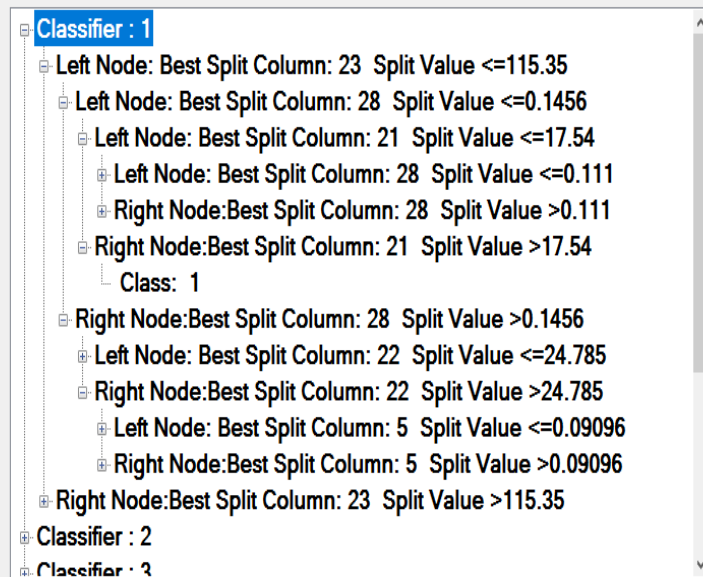 Classifier : 1
Left Node: Best Split Column: 23  Split Value <=115.35
Left Node: Best Split Column: 28  Split Value <=0.1456
Left Node: Best Split Column: 21  Split Value <=17.54
Left Node: Best Split Column: 28  Split Value <=0.111
Right Node:Best Split Column: 28  Split Value >0.111
Right Node:Best Split Column: 21  Split Value >17.54
Class:  1
Right Node:Best Split Column: 28  Split Value >0.1456
Left Node: Best Split Column: 22  Split Value <=24.785
Right Node:Best Split Column: 22  Split Value >24.785
Left Node: Best Split Column: 5  Split Value <=0.09096
Right Node:Best Split Column: 5  Split Value >0.09096
Right Node:Best Split Column: 23  Split Value >115.35
Classifier : 2
Classifier : 3